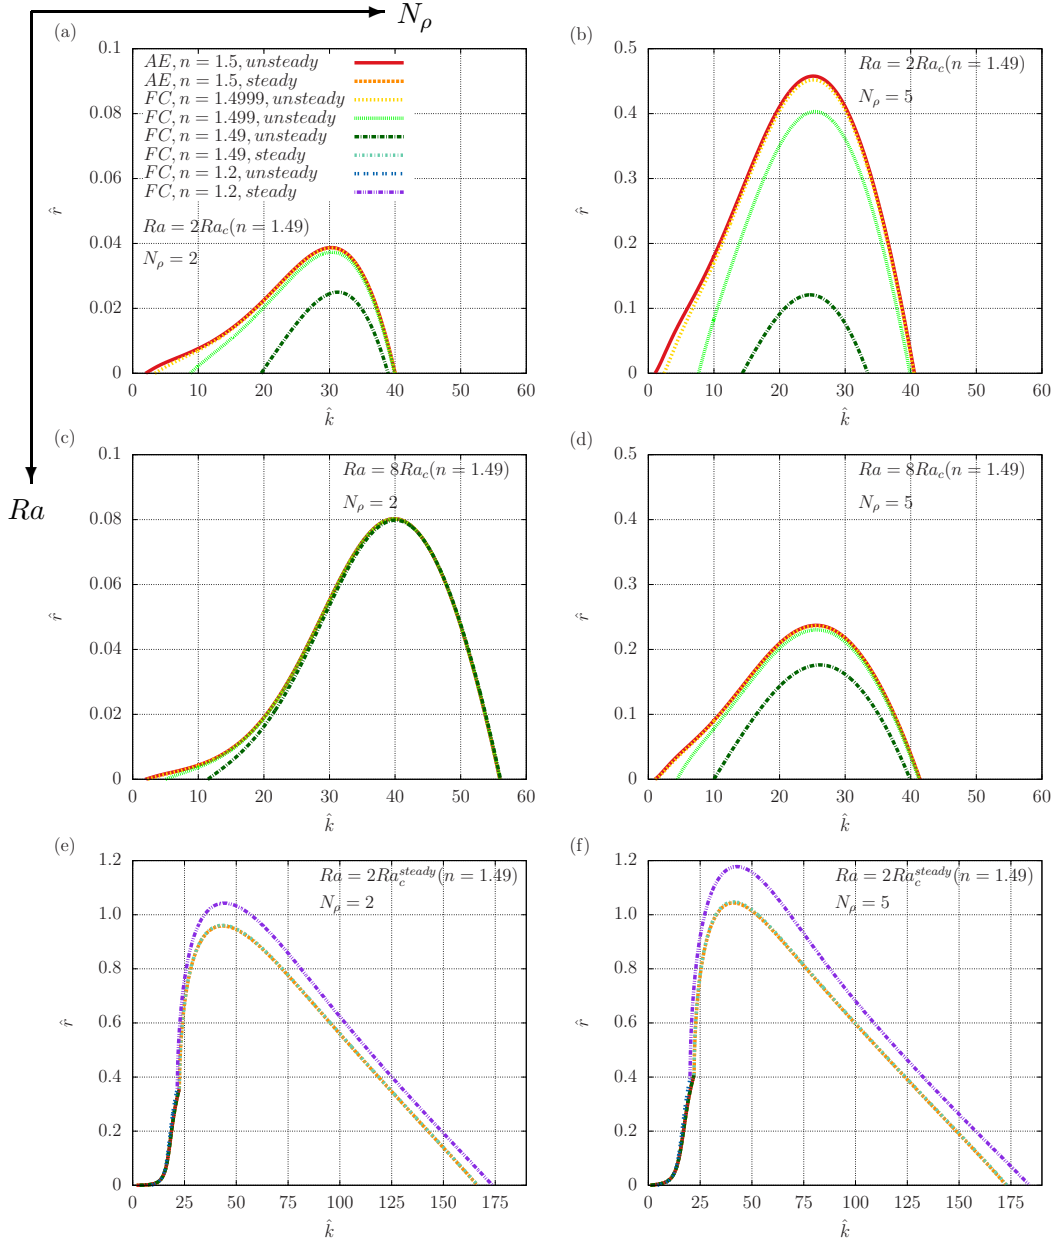 N_ρ
Ra
(a)
0.1
0.08
0.06
0.04
0.02
0
r̂
0 10 20 30 40 50 60
k̂
AE, n = 1.5, unsteady
AE, n = 1.5, steady
FC, n = 1.4999, unsteady
FC, n = 1.499, unsteady
FC, n = 1.49, unsteady
FC, n = 1.49, steady
FC, n = 1.2, unsteady
FC, n = 1.2, steady
Ra = 2Ra_c(n = 1.49)
N_ρ = 2
(b)
0.5
0.4
0.3
0.2
0.1
0
r̂
0 10 20 30 40 50 60
k̂
Ra = 2Ra_c(n = 1.49)
N_ρ = 5
(c)
0.1
0.08
0.06
0.04
0.02
0
r̂
0 10 20 30 40 50 60
k̂
Ra = 8Ra_c(n = 1.49)
N_ρ = 2
(d)
0.5
0.4
0.3
0.2
0.1
0
r̂
0 10 20 30 40 50 60
k̂
Ra = 8Ra_c(n = 1.49)
N_ρ = 5
(e)
1.2
1.0
0.8
0.6
0.4
0.2
0
r̂
0 25 50 75 100 125 150 175
k̂
Ra = 2Ra_c^{steady}(n = 1.49)
N_ρ = 2
(f)
1.2
1.0
0.8
0.6
0.4
0.2
0
r̂
0 25 50 75 100 125 150 175
k̂
Ra = 2Ra_c^{steady}(n = 1.49)
N_ρ = 5